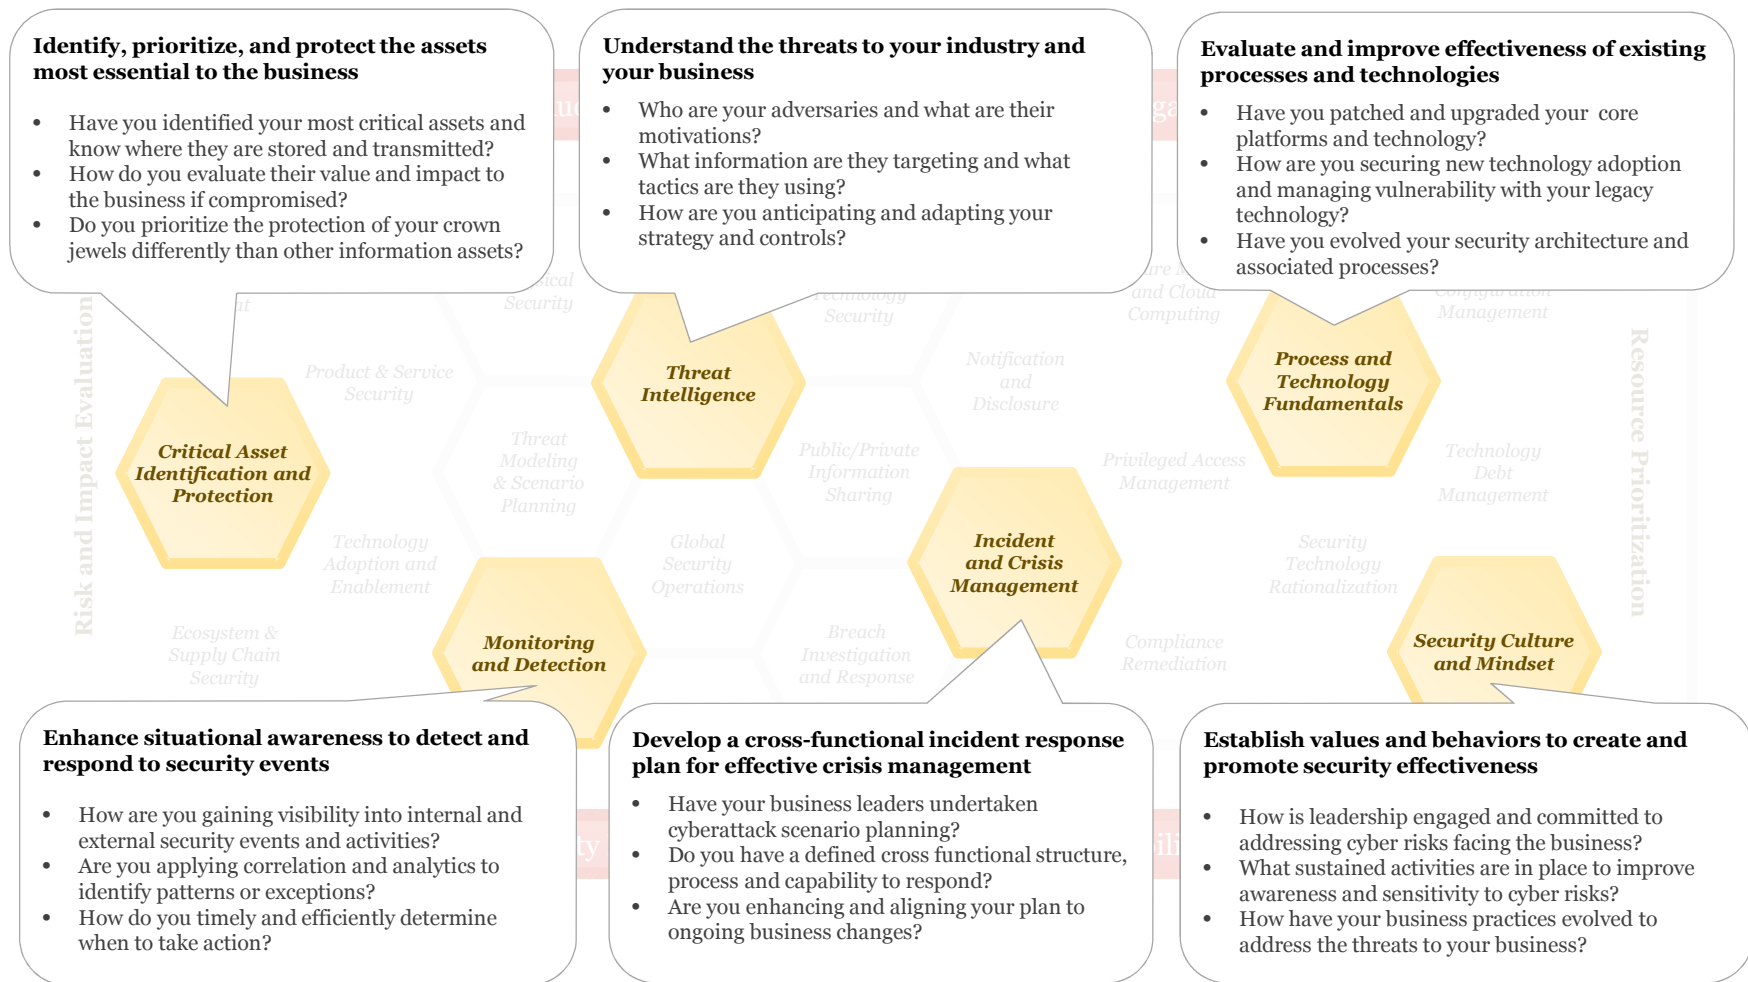 Identify, prioritize, and protect the assets
most essential to the business
• Have you identified your most critical assets and
know where they are stored and transmitted?
• How do you evaluate their value and impact to
the business if compromised?
• Do you prioritize the protection of your crown
jewels differently than other information assets?
Understand the threats to your industry and
your business
• Who are your adversaries and what are their
motivations?
• What information are they targeting and what
tactics are they using?
• How are you anticipating and adapting your
strategy and controls?
Evaluate and improve effectiveness of existing
processes and technologies
• Have you patched and upgraded your core
platforms and technology?
• How are you securing new technology adoption
and managing vulnerability with your legacy
technology?
• Have you evolved your security architecture and
associated processes?
Risk and Impact Evaluation
Security
Technology
Security
and Cloud
Computing
Configuration
Management
Resource Prioritization
Product & Service
Security
Threat
Intelligence
Notification
and
Disclosure
Process and
Technology
Fundamentals
Critical Asset
Identification and
Protection
Threat
Modeling
& Scenario
Planning
Public/Private
Information
Sharing
Privileged Access
Management
Technology
Debt
Management
Technology
Adoption and
Enablement
Global
Security
Operations
Incident
and Crisis
Management
Security
Technology
Rationalization
Ecosystem &
Supply Chain
Security
Monitoring
and Detection
Breach
Investigation
and Response
Compliance
Remediation
Security Culture
and Mindset
Enhance situational awareness to detect and
respond to security events
• How are you gaining visibility into internal and
external security events and activities?
• Are you applying correlation and analytics to
identify patterns or exceptions?
• How do you timely and efficiently determine
when to take action?
Develop a cross-functional incident response
plan for effective crisis management
• Have your business leaders undertaken
cyberattack scenario planning?
• Do you have a defined cross functional structure,
process and capability to respond?
• Are you enhancing and aligning your plan to
ongoing business changes?
Establish values and behaviors to create and
promote security effectiveness
• How is leadership engaged and committed to
addressing cyber risks facing the business?
• What sustained activities are in place to improve
awareness and sensitivity to cyber risks?
• How have your business practices evolved to
address the threats to your business?